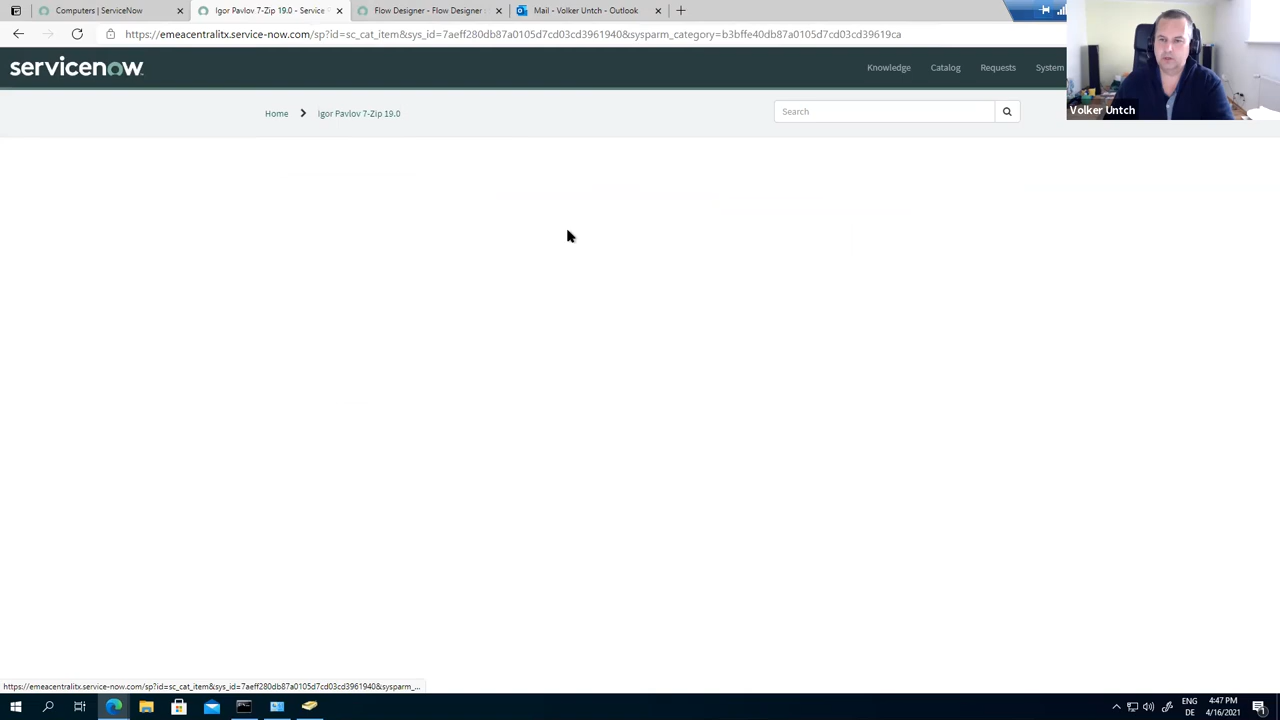 Computers | ServiceNow
Igor Pavlov 7-Zip 19.0 - Service
Flow Designer - Flow Designer
Mail - Volker Untch - Outlook
https://emeacentralitx.service-now.com/sp?id=sc_cat_item&sys_id=7aeff280db87a0105d7cd03cd3961940&sysparm_category=b3bffe40db87a0105d7cd03cd39619ca
servicenow
Knowledge
Catalog
Requests
System
Volker Untch
Home
Igor Pavlov 7-Zip 19.0
Search
https://emeacentralitx.service-now.com/sp?id=sc_cat_item&sys_id=7aeff280db87a0105d7cd03cd3961940&sysparm_...
ENG
DE
4:47 PM
4/16/2021
1